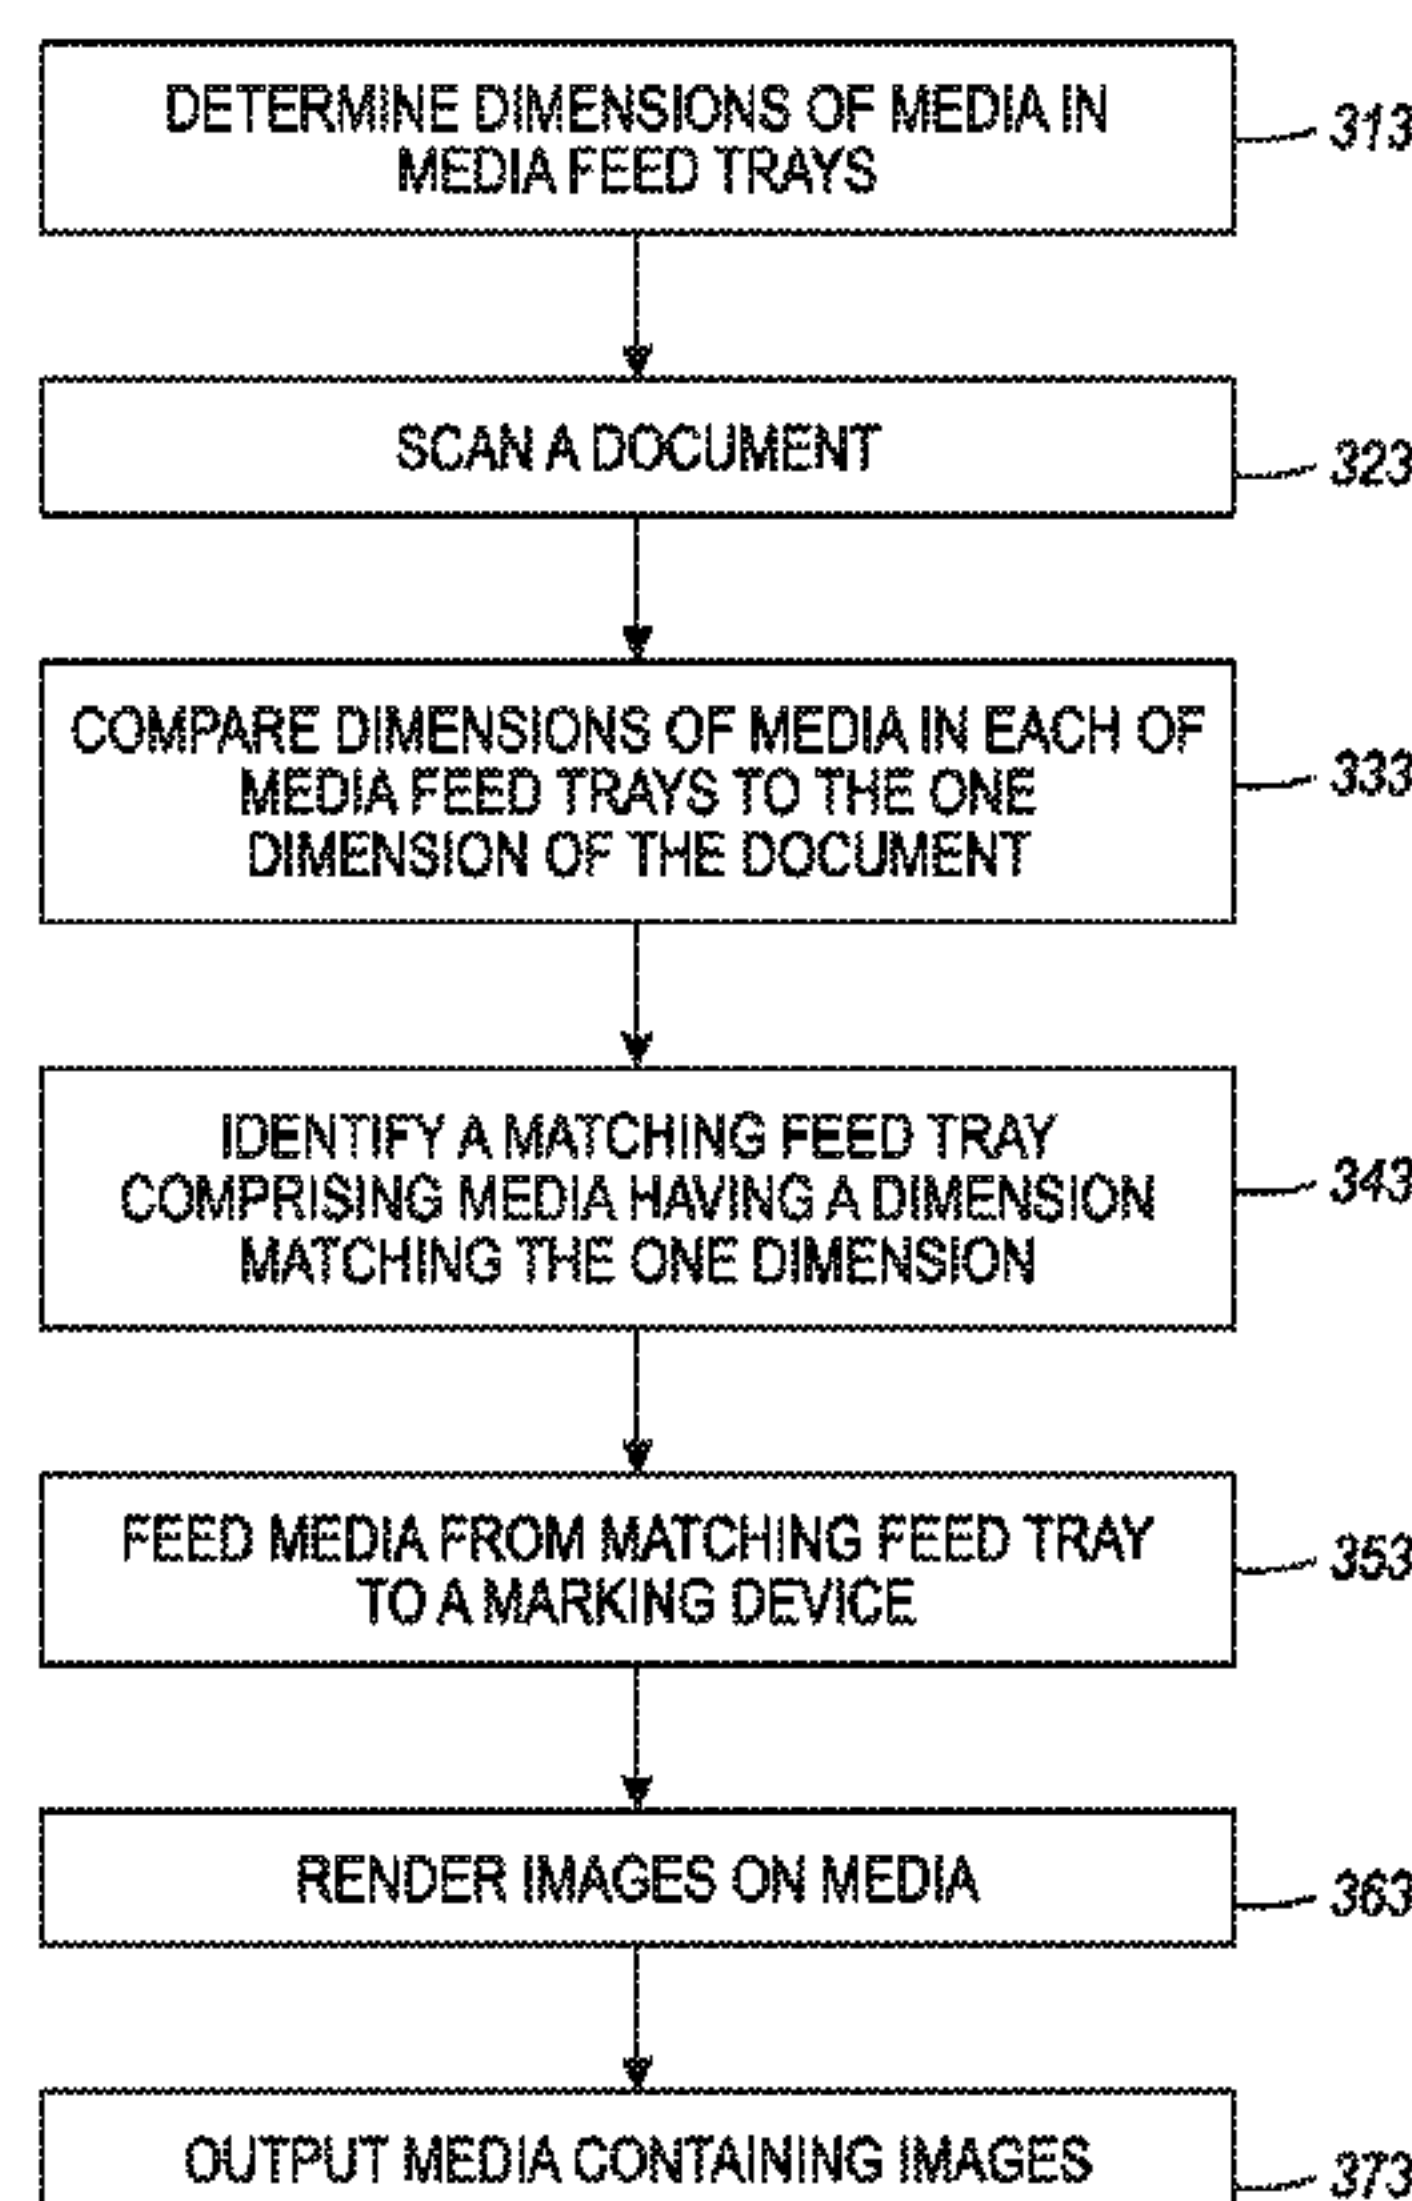 DETERMINE DIMENSIONS OF MEDIA IN
MEDIA FEED TRAYS
313
SCAN A DOCUMENT
323
COMPARE DIMENSIONS OF MEDIA IN EACH OF
MEDIA FEED TRAYS TO THE ONE
DIMENSION OF THE DOCUMENT
333
IDENTIFY A MATCHING FEED TRAY
COMPRISING MEDIA HAVING A DIMENSION
MATCHING THE ONE DIMENSION
343
FEED MEDIA FROM MATCHING FEED TRAY
TO A MARKING DEVICE
353
RENDER IMAGES ON MEDIA
363
OUTPUT MEDIA CONTAINING IMAGES
373